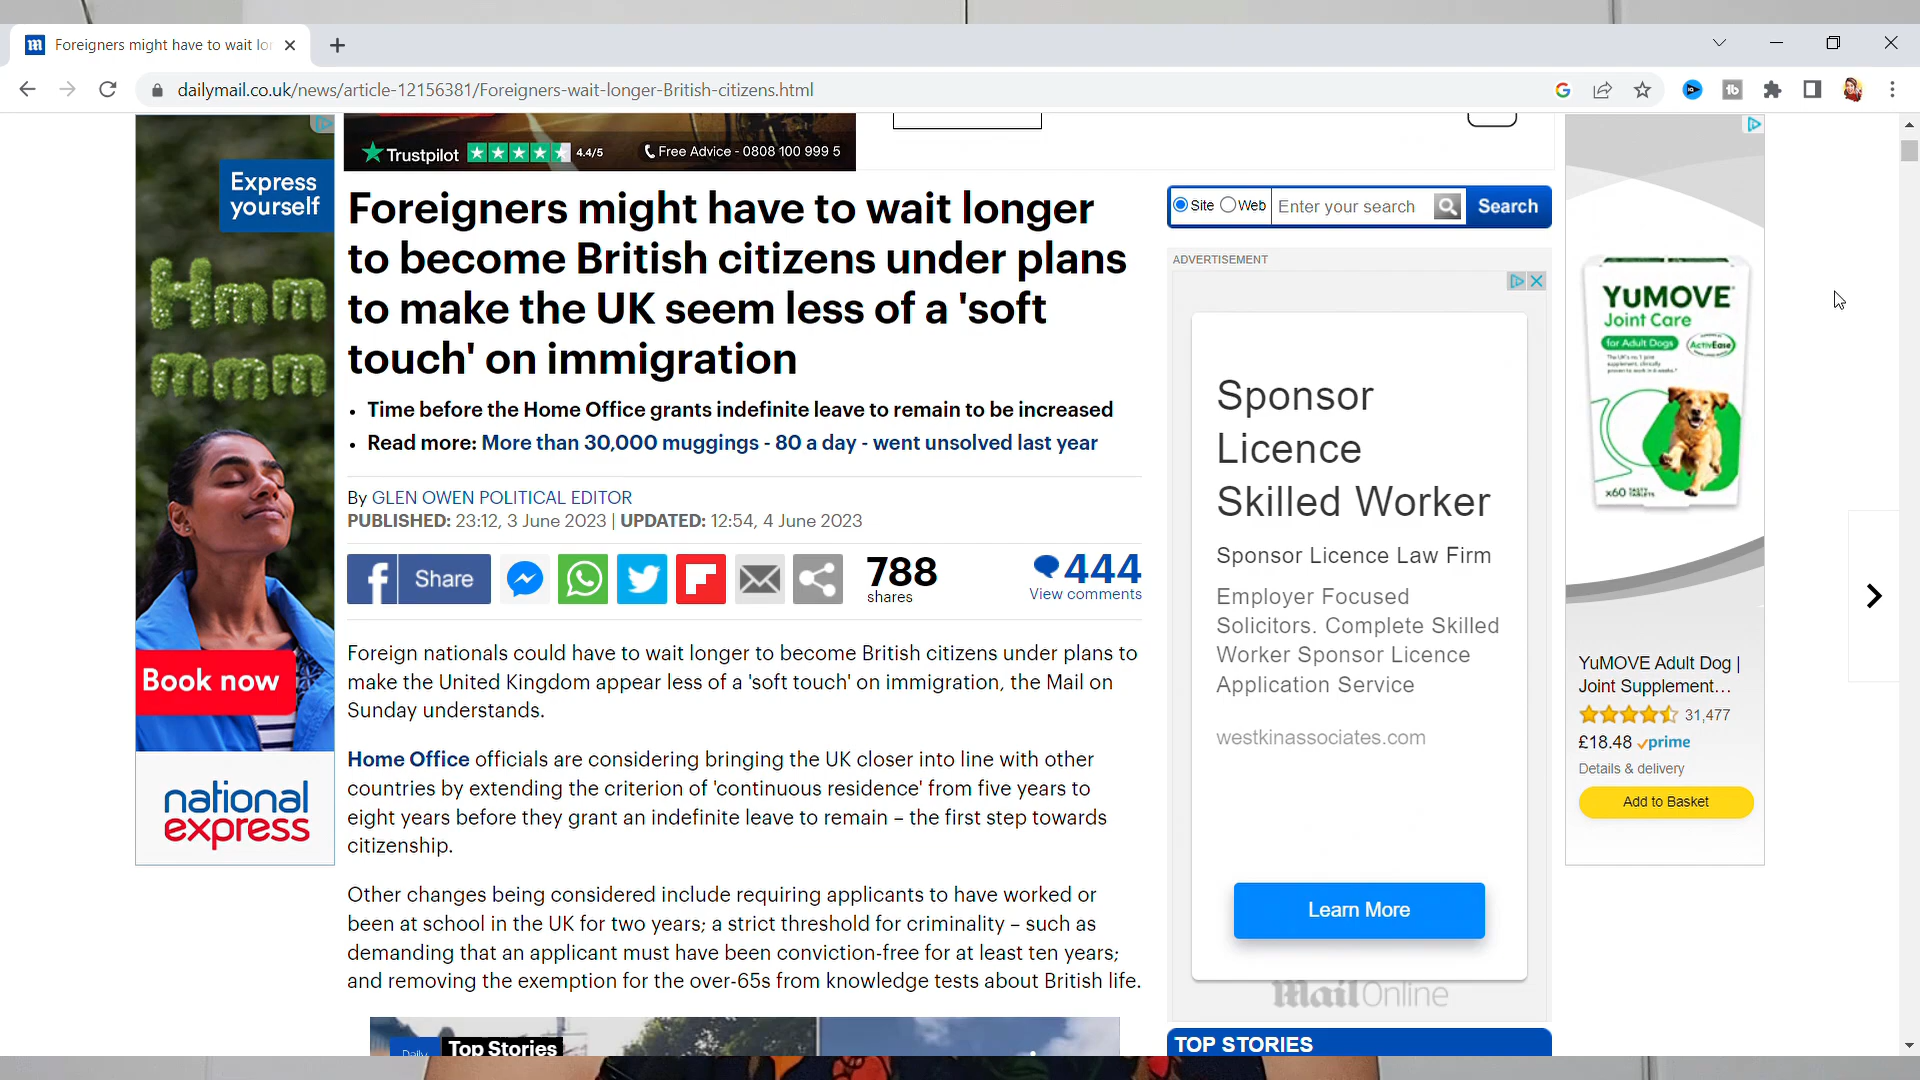 Foreigners might have to wait lor
dailymail.co.uk/news/article-12156381/Foreigners-wait-longer-British-citizens.html
Express
yourself
Hmm
mmm
Book now
national
express
Trustpilot 4.4/5 Free Advice - 0808 100 999 5
Foreigners might have to wait longer
to become British citizens under plans
to make the UK seem less of a 'soft
touch' on immigration
• Time before the Home Office grants indefinite leave to remain to be increased
• Read more: More than 30,000 muggings - 80 a day - went unsolved last year
By GLEN OWEN POLITICAL EDITOR
PUBLISHED: 23:12, 3 June 2023 | UPDATED: 12:54, 4 June 2023
f Share
788
shares
444
View comments
Foreign nationals could have to wait longer to become British citizens under plans to
make the United Kingdom appear less of a 'soft touch' on immigration, the Mail on
Sunday understands.
Home Office officials are considering bringing the UK closer into line with other
countries by extending the criterion of 'continuous residence' from five years to
eight years before they grant an indefinite leave to remain – the first step towards
citizenship.
Other changes being considered include requiring applicants to have worked or
been at school in the UK for two years; a strict threshold for criminality – such as
demanding that an applicant must have been conviction-free for at least ten years;
and removing the exemption for the over-65s from knowledge tests about British life.
Daily
Top Stories
Site Web Enter your search Search
ADVERTISEMENT
Sponsor
Licence
Skilled Worker
Sponsor Licence Law Firm
Employer Focused
Solicitors. Complete Skilled
Worker Sponsor Licence
Application Service
westkinassociates.com
Learn More
MailOnline
TOP STORIES
YuMOVE
Joint Care
for Adult Dogs
ActivEase
x60 TASTY TABLETS
YuMOVE Adult Dog |
Joint Supplement...
31,477
£18.48 prime
Details & delivery
Add to Basket